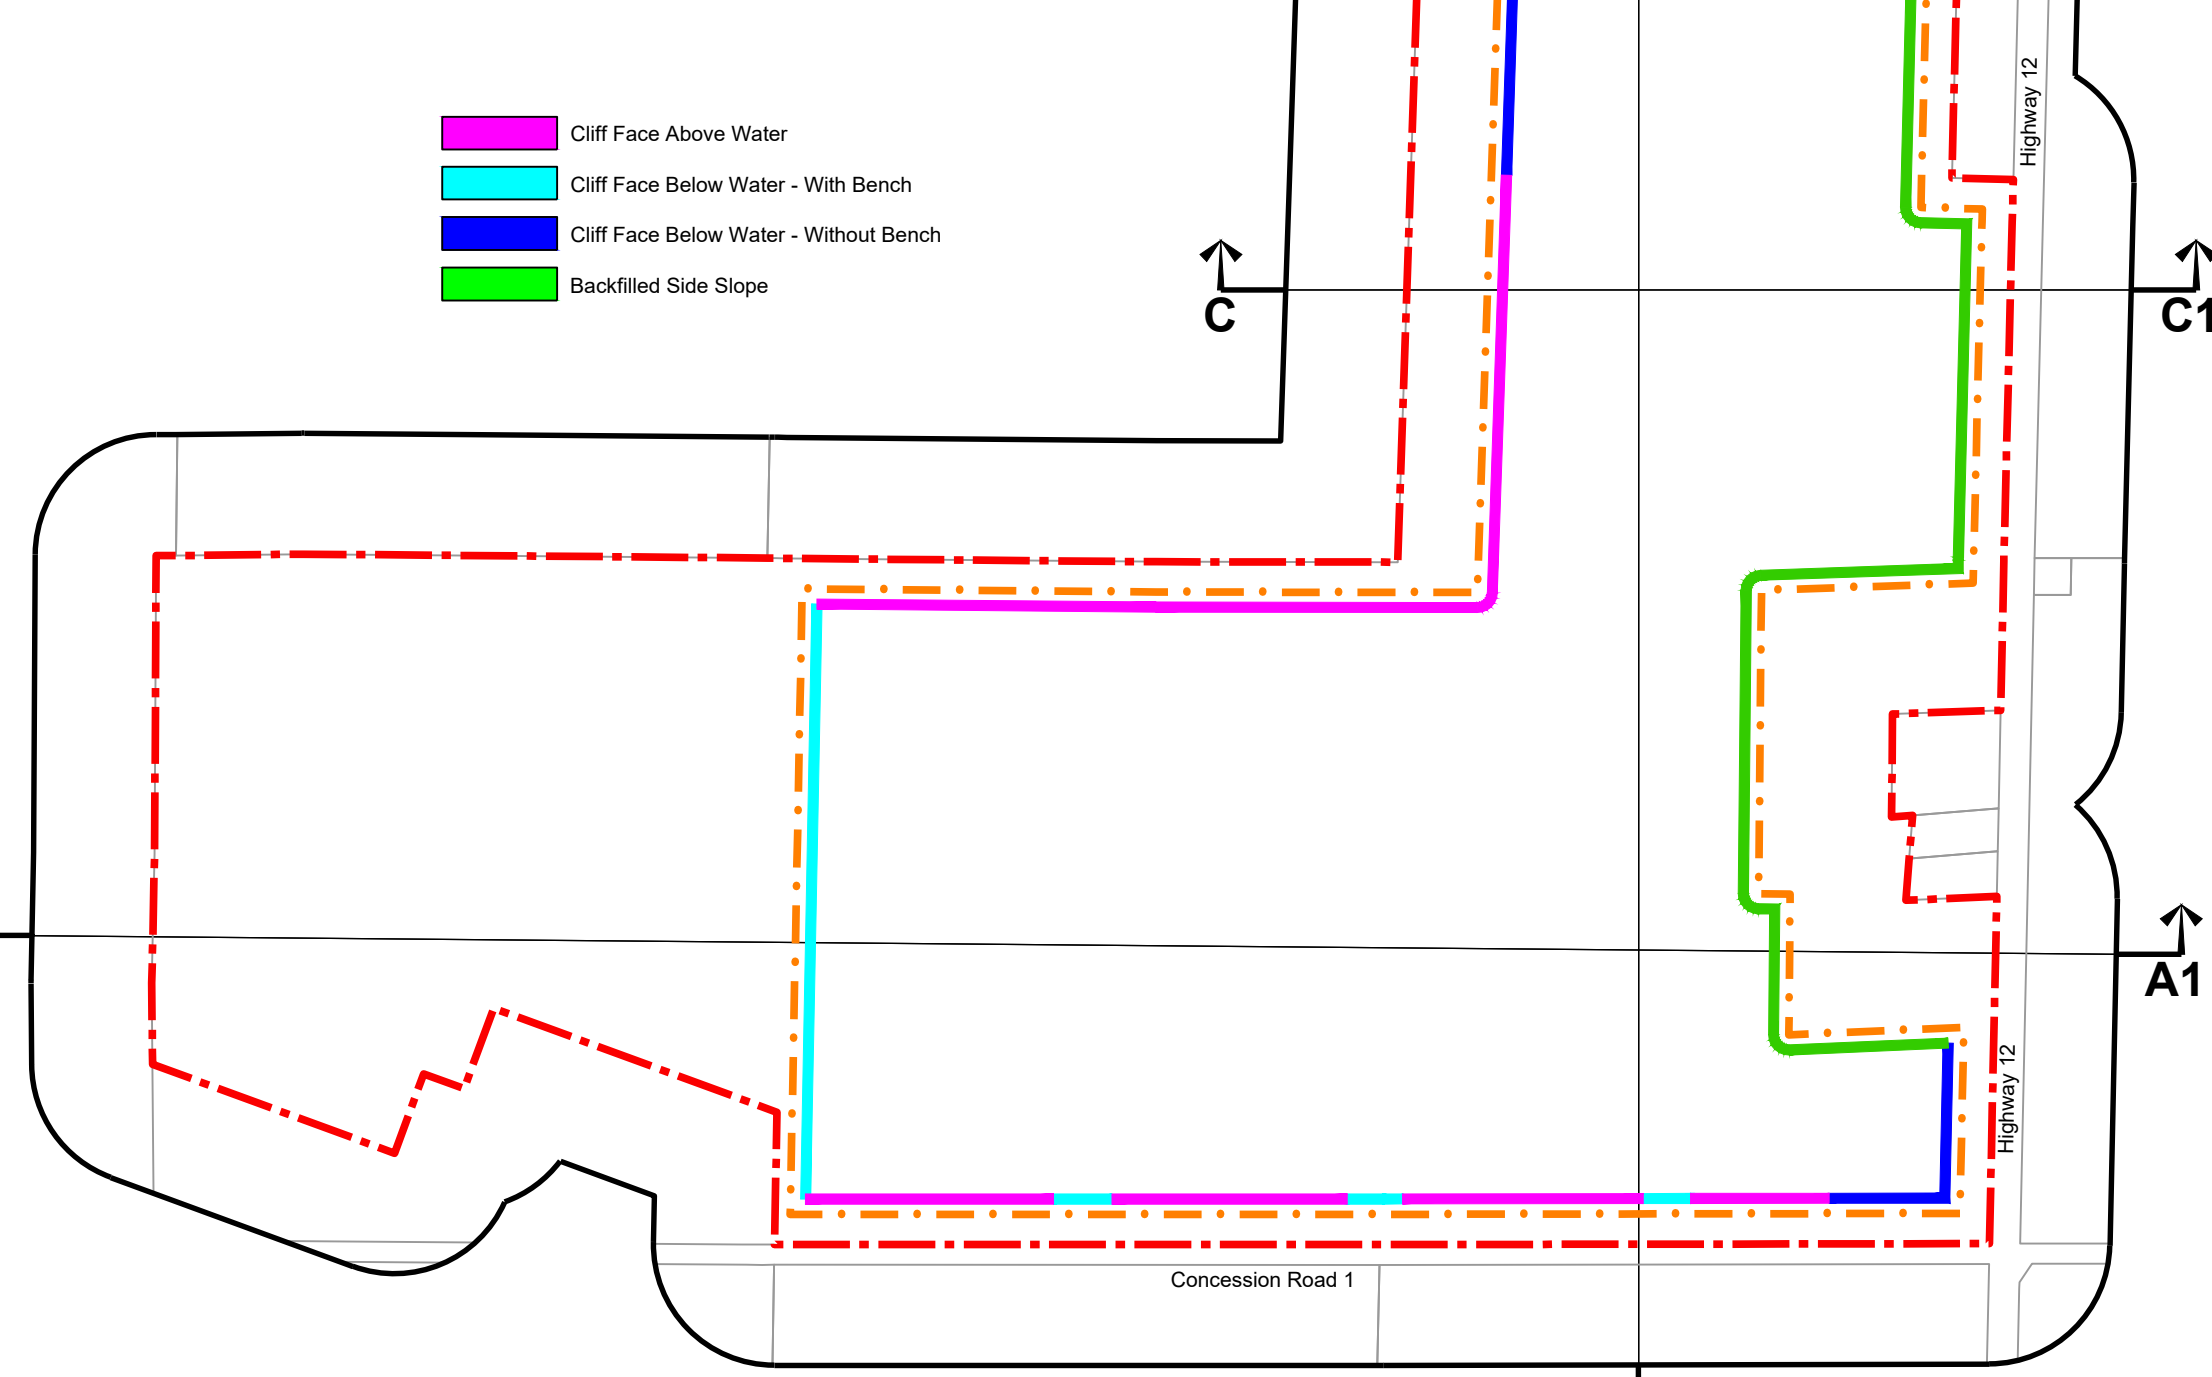 Highway 12
Cliff Face Above Water
Cliff Face Below Water - With Bench
Cliff Face Below Water - Without Bench
Backfilled Side Slope
C
C1
A1
Highway 12
Concession Road 1